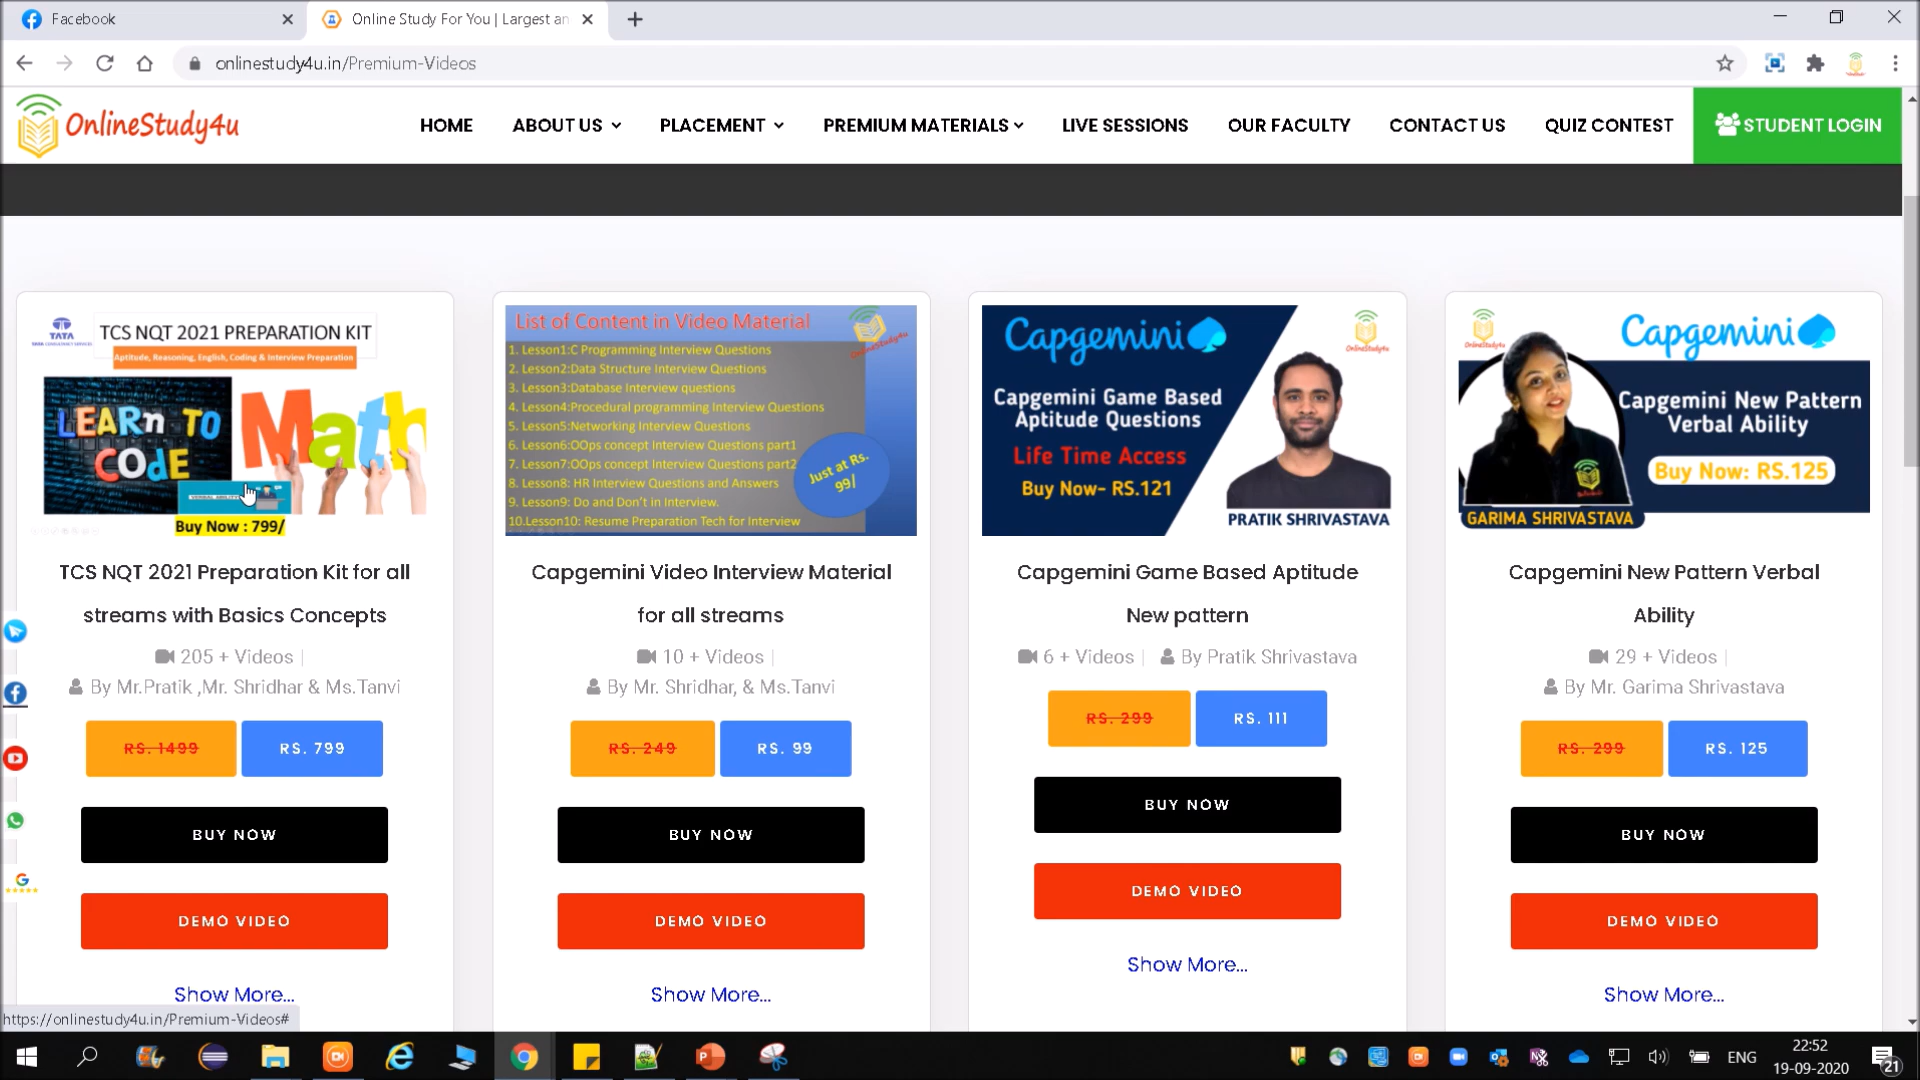 Facebook
Online Study For You | Largest an
onlinestudy4u.in/Premium-Videos
OnlineStudy4u
HOME
ABOUT US
PLACEMENT
PREMIUM MATERIALS
LIVE SESSIONS
OUR FACULTY
CONTACT US
QUIZ CONTEST
STUDENT LOGIN
TATA
TATA CONSULTANCY SERVICES
TCS NQT 2021 PREPARATION KIT
Aptitude, Reasoning, English, Coding & Interview Preparation
LEARn TO
COdE
Math
Buy Now : 799/
TCS NQT 2021 Preparation Kit for all
streams with Basics Concepts
205 + Videos |
By Mr.Pratik ,Mr. Shridhar & Ms.Tanvi
RS. 1499
RS. 799
BUY NOW
DEMO VIDEO
Show More...
List of Content in Video Material
OnlineStudy4u
1. Lesson1:C Programming Interview Questions
2. Lesson2:Data Structure Interview Questions
3. Lesson3:Database Interview questions
4. Lesson4:Procedural programming Interview Questions
5. Lesson5:Networking Interview Questions
6. Lesson6:OOps concept Interview Questions part1
7. Lesson7:OOps concept Interview Questions part2
8. Lesson8: HR Interview Questions and Answers
9. Lesson9: Do and Don't in Interview.
10.Lesson10: Resume Preparation Tech for Interview
Just at Rs.
99/
Capgemini Video Interview Material
for all streams
10 + Videos |
By Mr. Shridhar, & Ms.Tanvi
RS. 249
RS. 99
BUY NOW
DEMO VIDEO
Show More...
Capgemini
OnlineStudy4u
Capgemini Game Based
Aptitude Questions
Life Time Access
Buy Now- RS.121
PRATIK SHRIVASTAVA
Capgemini Game Based Aptitude
New pattern
6 + Videos |
By Pratik Shrivastava
RS. 299
RS. 111
BUY NOW
DEMO VIDEO
Show More...
OnlineStudy4u
Capgemini
Capgemini New Pattern
Verbal Ability
Buy Now: RS.125
GARIMA SHRIVASTAVA
Capgemini New Pattern Verbal
Ability
29 + Videos |
By Mr. Garima Shrivastava
RS. 299
RS. 125
BUY NOW
DEMO VIDEO
Show More...
https://onlinestudy4u.in/Premium-Videos#
ENG
22:52
19-09-2020
21